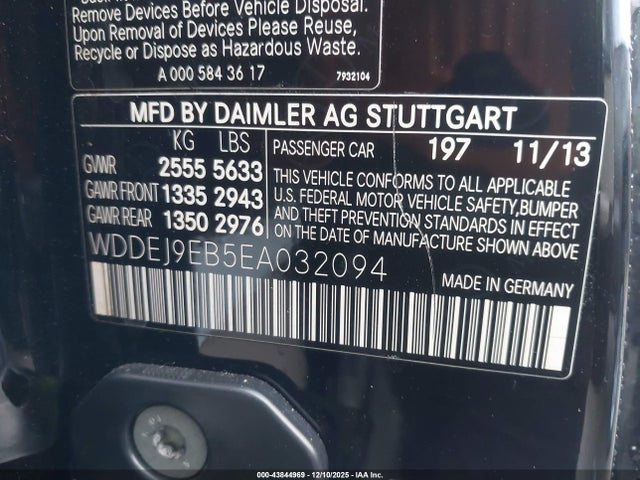 Remove Devices Before Vehicle Disposal.
Upon Removal of Devices Please Reuse,
Recycle or Dispose as Hazardous Waste.
A 000 584 36 17 7932104
MFD BY DAIMLER AG STUTTGART
KG LBS
GVWR 2555 5633
GAWR FRONT 1335 2943
GAWR REAR 1350 2976
PASSENGER CAR 197 11/13
THIS VEHICLE CONFORMS TO ALL APPLICABLE
U.S. FEDERAL MOTOR VEHICLE SAFETY, BUMPER
AND THEFT PREVENTION STANDARDS IN EFFECT
ON THE DATE OF MANUFACTURE SHOWN ABOVE.
WDDEJ9EB5EA032094
MADE IN GERMANY
000-43844969 • 12/10/2025 • IAA Inc.